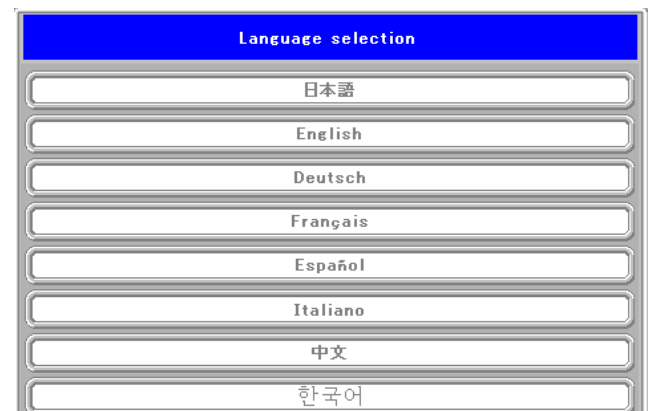 Language selection
日本語
English
Deutsch
Français
Español
Italiano
中文
한국어